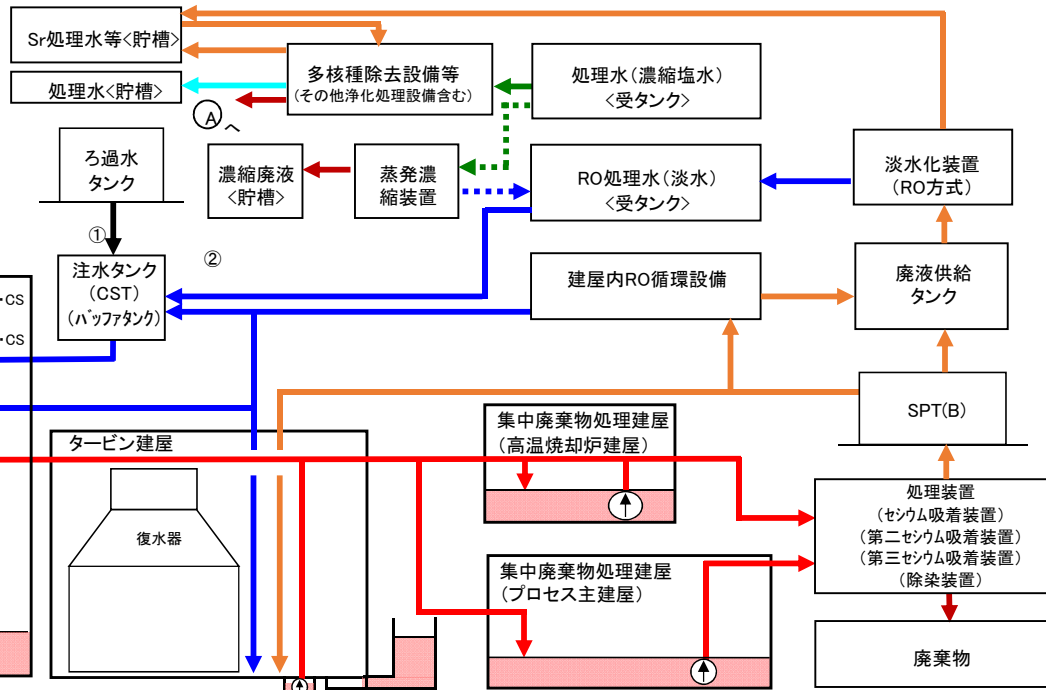 Sr処理水等<貯槽>
処理水<貯槽>
Ⓐへ
多核種除去設備等
(その他浄化処理設備含む)
処理水(濃縮塩水)
<受タンク>
ろ過水
タンク
濃縮廃液
<貯槽>
蒸発濃
縮装置
RO処理水(淡水)
<受タンク>
淡水化装置
(RO方式)
①
②
注水タンク
(CST)
(バッファタンク)
建屋内RO循環設備
廃液供給
タンク
・CS
・CS
SPT(B)
タービン建屋
復水器
集中廃棄物処理建屋
(高温焼却炉建屋)
処理装置
(セシウム吸着装置)
(第二セシウム吸着装置)
(第三セシウム吸着装置)
(除染装置)
集中廃棄物処理建屋
(プロセス主建屋)
廃棄物